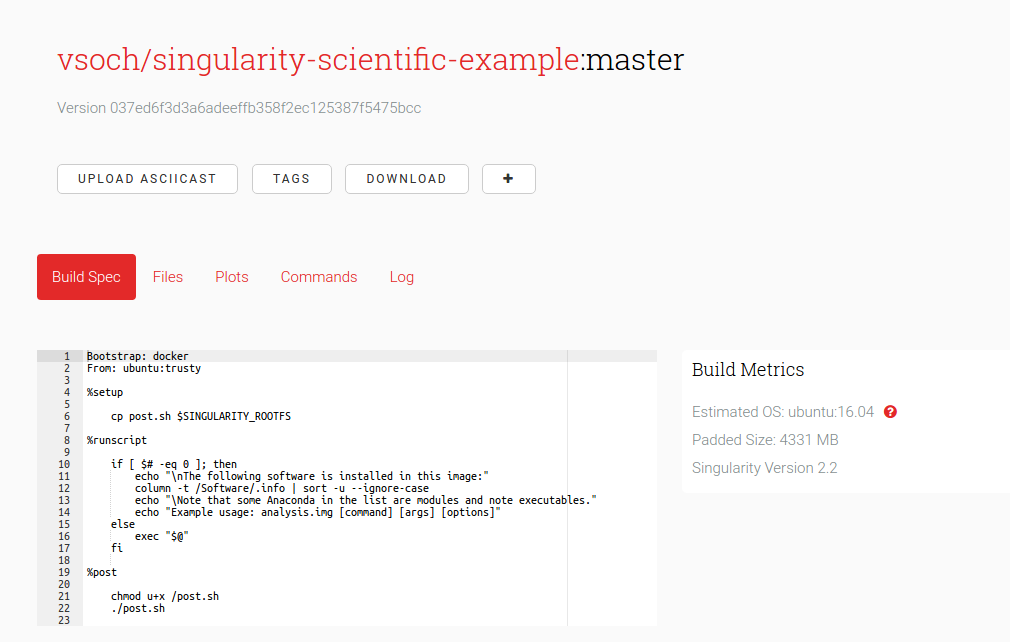 vsoch/singularity-scientific-example:master
Version 037ed6f3d3a6adeeffb358f2ec125387f5475bcc
UPLOAD ASCIICAST TAGS DOWNLOAD +
Build Spec Files Plots Commands Log
1 Bootstrap: docker
2 From: ubuntu:trusty
3
4 %setup
5
6 cp post.sh $SINGULARITY_ROOTFS
7
8 %runscript
9
10 if [ $# -eq 0 ]; then
11 echo "\nThe following software is installed in this image:"
12 column -t /Software/.info | sort -u --ignore-case
13 echo "\Note that some Anaconda in the list are modules and note executables."
14 echo "Example usage: analysis.img [command] [args] [options]"
15 else
16 exec "$@"
17 fi
18
19 %post
20
21 chmod u+x /post.sh
22 ./post.sh
23
Build Metrics
Estimated OS: ubuntu:16.04 ?
Padded Size: 4331 MB
Singularity Version 2.2